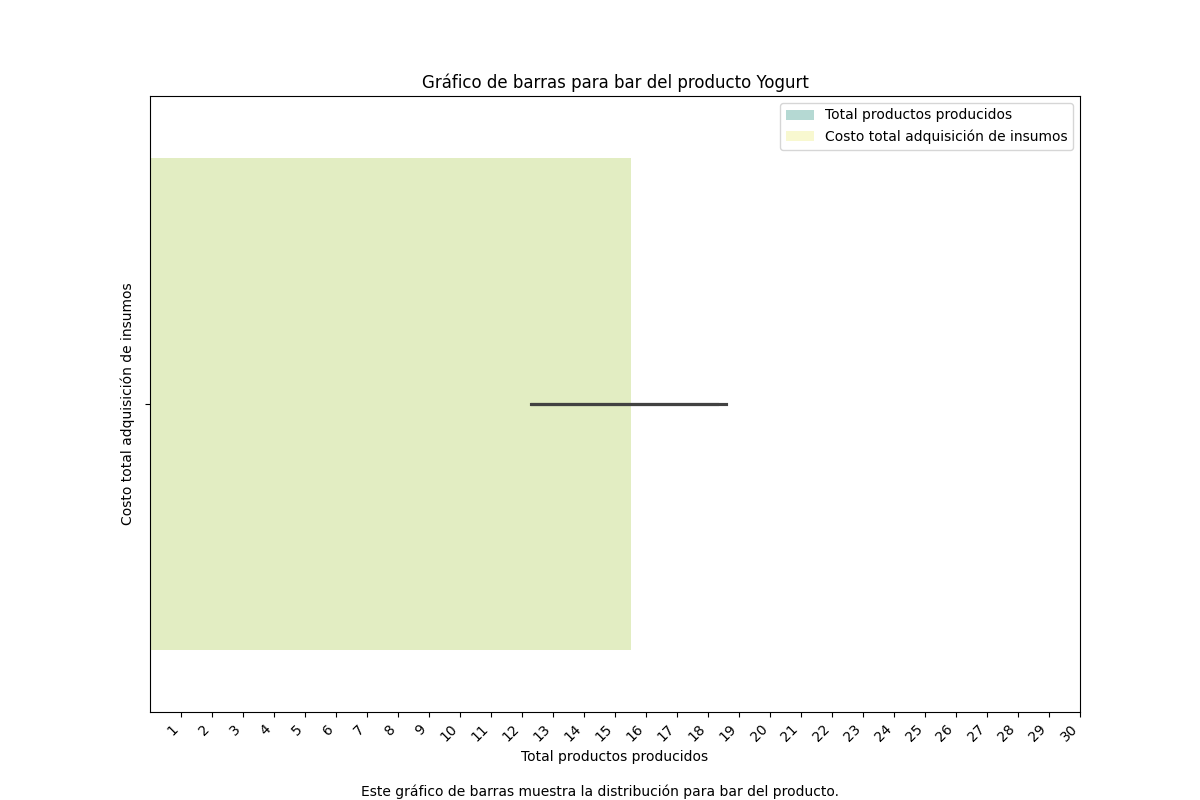 Gráfico de barras para bar del producto Yogurt
Total productos producidos
Costo total adquisición de insumos
Costo total adquisición de insumos
1 2 3 4 5 6 7 8 9 10 11 12 13 14 15 16 17 18 19 20 21 22 23 24 25 26 27 28 29 30
Total productos producidos
Este gráfico de barras muestra la distribución para bar del producto.